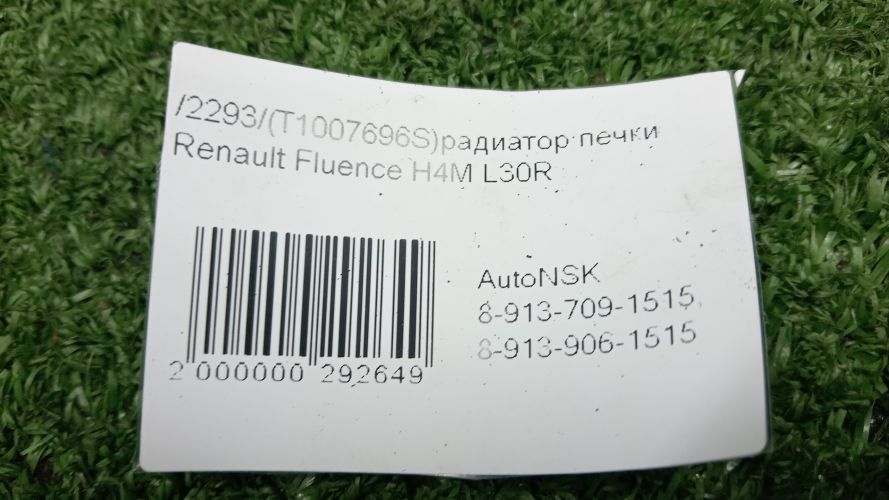 /2293/(T1007696S)радиатор печки
Renault Fluence H4M L30R
AutoNSK
8-913-709-1515,
8-913-906-1515
2 000000 292649